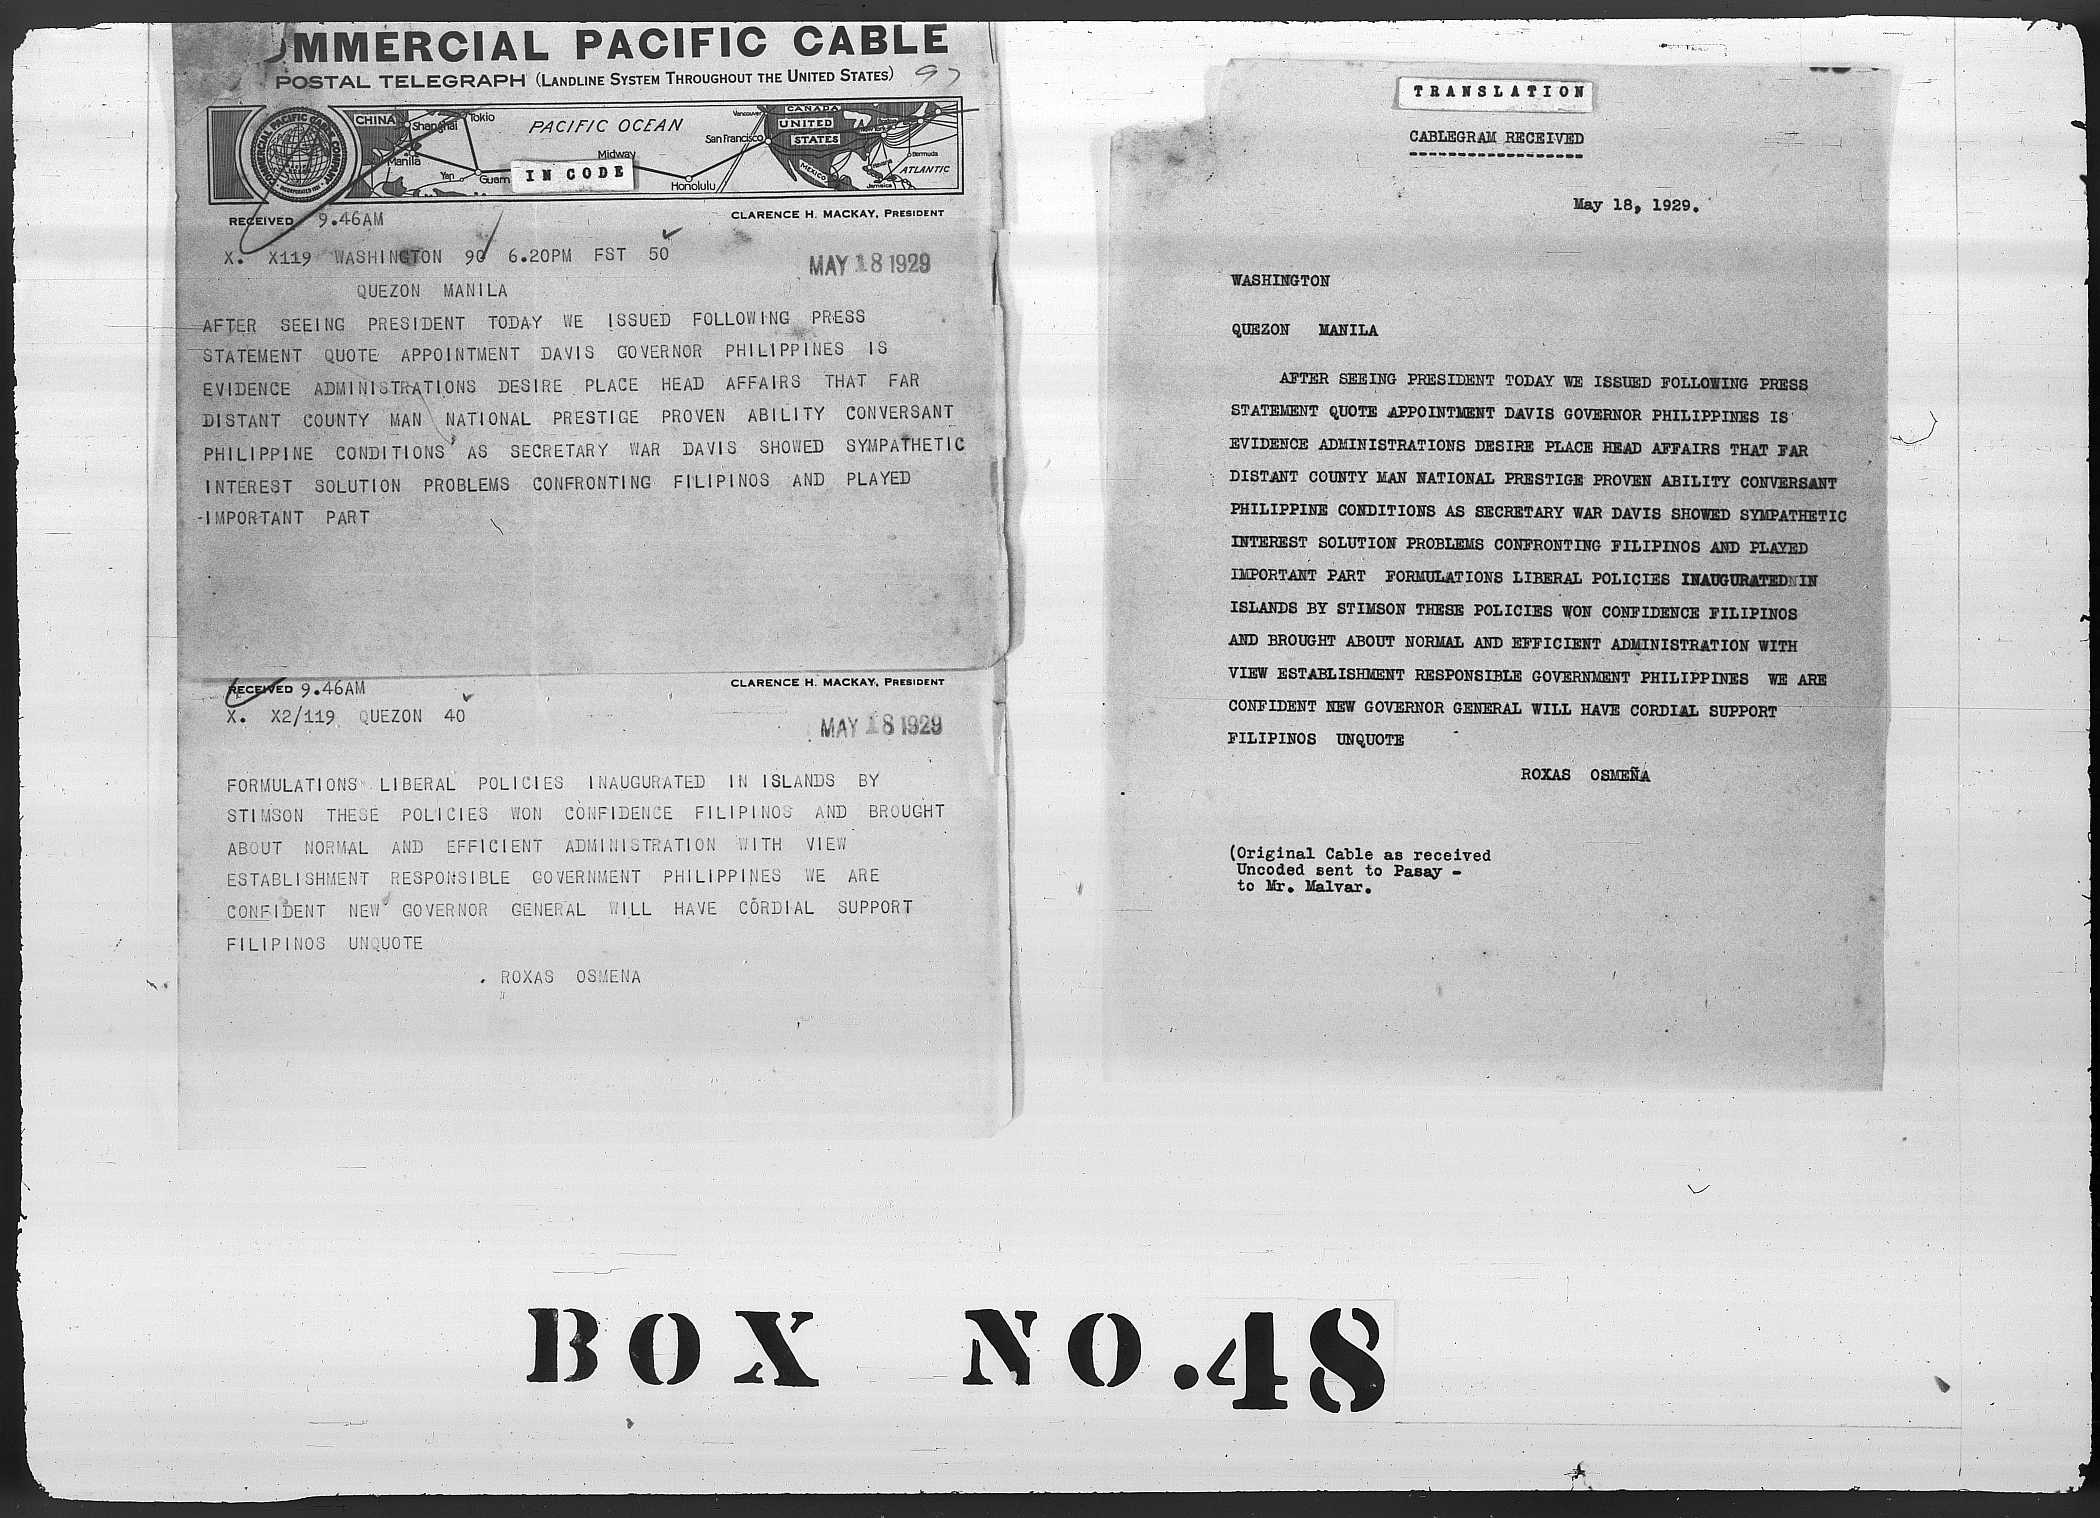 MMERCIAL PACIFIC CABLE
POSTAL TELEGRAPH (LANDLINE SYSTEM THROUGHOUT THE UNITED STATES)
97
COMMERCIAL PACIFIC CABLE COMPANY
INCORPORATED 1901
CHINA
Shanghai
Tokio
Manila
Yap
Guam
PACIFIC OCEAN
Midway
Honolulu
San Francisco
Vancouver
CANADA
UNITED
STATES
MEXICO
Havana
Jamaica
Bermuda
ATLANTIC
IN CODE
RECEIVED 9.46AM
CLARENCE H. MACKAY, PRESIDENT
X. X119 WASHINGTON 90 6.20PM FST 50
MAY 18 1929
QUEZON MANILA
AFTER SEEING PRESIDENT TODAY WE ISSUED FOLLOWING PRESS
STATEMENT QUOTE APPOINTMENT DAVIS GOVERNOR PHILIPPINES IS
EVIDENCE ADMINISTRATIONS DESIRE PLACE HEAD AFFAIRS THAT FAR
DISTANT COUNTY MAN NATIONAL PRESTIGE PROVEN ABILITY CONVERSANT
PHILIPPINE CONDITIONS AS SECRETARY WAR DAVIS SHOWED SYMPATHETIC
INTEREST SOLUTION PROBLEMS CONFRONTING FILIPINOS AND PLAYED
IMPORTANT PART
RECEIVED 9.46AM
CLARENCE H. MACKAY, PRESIDENT
X. X2/119 QUEZON 40
MAY 18 1929
FORMULATIONS LIBERAL POLICIES INAUGURATED IN ISLANDS BY
STIMSON THESE POLICIES WON CONFIDENCE FILIPINOS AND BROUGHT
ABOUT NORMAL AND EFFICIENT ADMINISTRATION WITH VIEW
ESTABLISHMENT RESPONSIBLE GOVERNMENT PHILIPPINES WE ARE
CONFIDENT NEW GOVERNOR GENERAL WILL HAVE CORDIAL SUPPORT
FILIPINOS UNQUOTE
. ROXAS OSMENA
TRANSLATION
CABLEGRAM RECEIVED
May 18, 1929.
WASHINGTON
QUEZON MANILA
AFTER SEEING PRESIDENT TODAY WE ISSUED FOLLOWING PRESS
STATEMENT QUOTE APPOINTMENT DAVIS GOVERNOR PHILIPPINES IS
EVIDENCE ADMINISTRATIONS DESIRE PLACE HEAD AFFAIRS THAT FAR
DISTANT COUNTY MAN NATIONAL PRESTIGE PROVEN ABILITY CONVERSANT
PHILIPPINE CONDITIONS AS SECRETARY WAR DAVIS SHOWED SYMPATHETIC
INTEREST SOLUTION PROBLEMS CONFRONTING FILIPINOS AND PLAYED
IMPORTANT PART FORMULATIONS LIBERAL POLICIES INAUGURATED IN
ISLANDS BY STIMSON THESE POLICIES WON CONFIDENCE FILIPINOS
AND BROUGHT ABOUT NORMAL AND EFFICIENT ADMINISTRATION WITH
VIEW ESTABLISHMENT RESPONSIBLE GOVERNMENT PHILIPPINES WE ARE
CONFIDENT NEW GOVERNOR GENERAL WILL HAVE CORDIAL SUPPORT
FILIPINOS UNQUOTE
ROXAS OSMEÑA
(Original Cable as received
Uncoded sent to Pasay -
to Mr. Malvar.
BOX NO.48